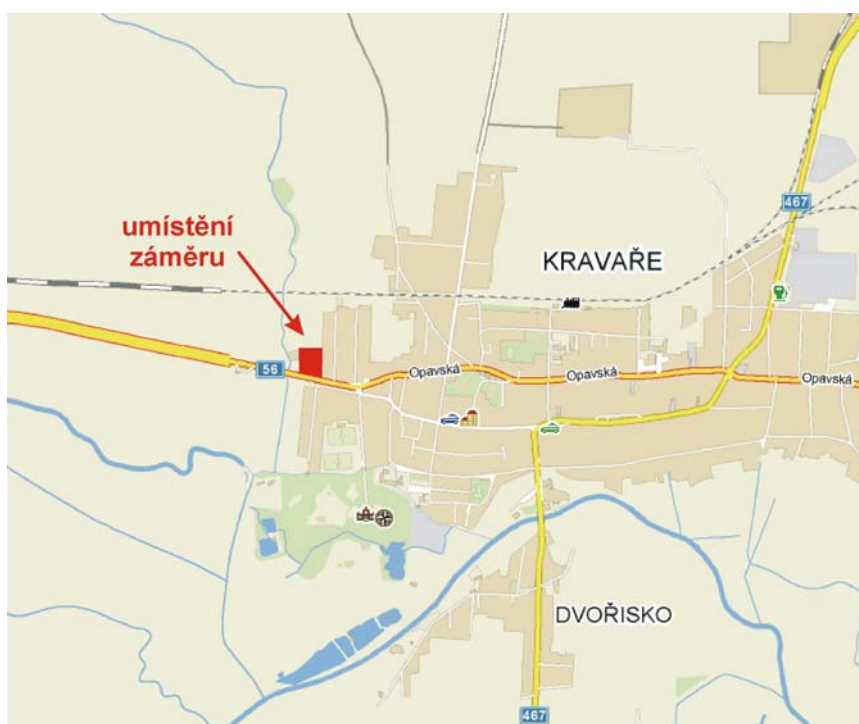 467
umístění
záměru
KRAVAŘE
56
Opavská
Opavská
Opavská
DVOŘISKO
467